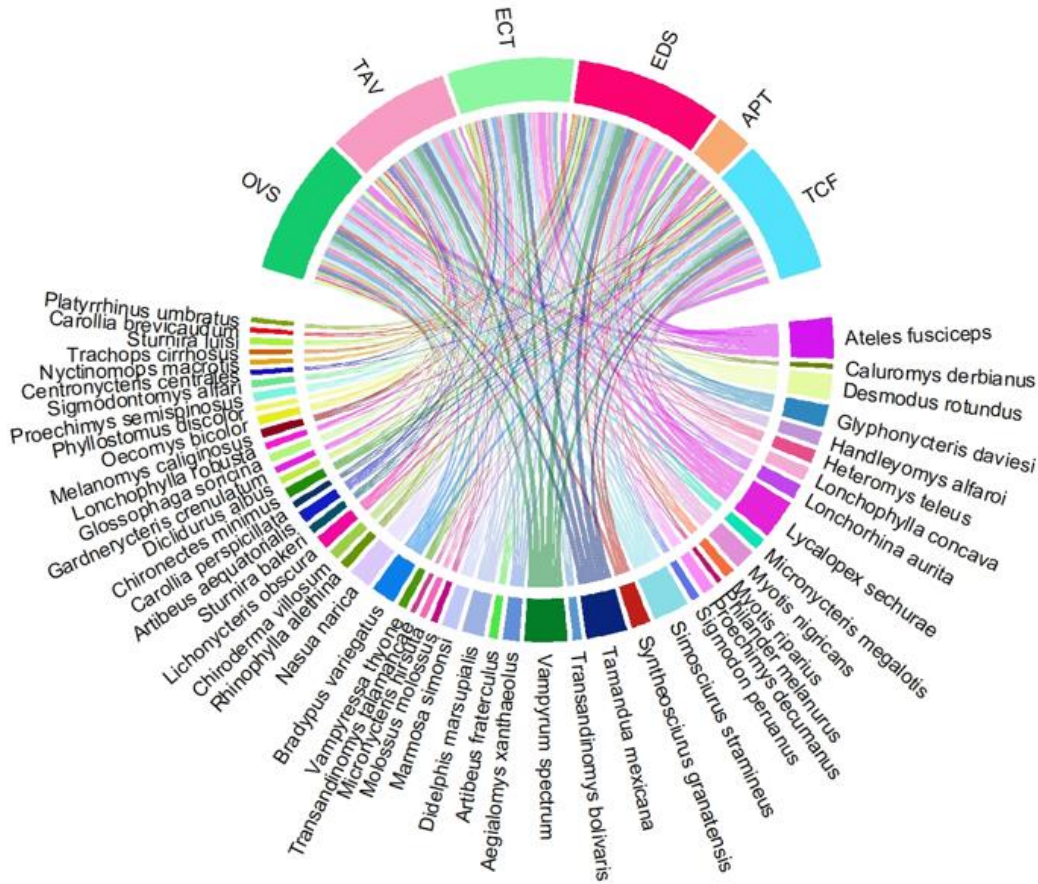 OVS
TAV
ECT
EDS
APT
TCF
Platyrrhinus umbratus
Carollia brevicaudum
Sturnira luisi
Trachops cirrhosus
Nyctinomops macrotis
Centronycteris centrales
Sigmodontomys alfari
Proechimys semispinosus
Phyllostomus discolor
Oecomys bicolor
Melanomys caliginosus
Lonchophylla robusta
Glossophaga soricina
Gardnerycteris crenulatum
Diclidurus albus
Chironectes minimus
Carollia perspicillata
Artibeus aequatorialis
Sturnira bakeri
Lichonycteris obscura
Chiroderma villosum
Rhinophylla alethina
Nasua narica
Bradypus variegatus
Vampyressa thyone
Transandinomys talamancae
Micronycteris hirsuta
Molossus molossus
Marmosa simonsi
Didelphis marsupialis
Artibeus fraterculus
Aegialomys xanthaeolus
Vampyrum spectrum
Transandinomys bolivaris
Tamandua mexicana
Syntheosciurus granatensis
Simosciurus stramineus
Sigmodon peruanus
Proechimys decumanus
Philander melanurus
Myotis riparius
Myotis nigricans
Micronycteris megalotis
Lycalopex sechurae
Lonchorhina aurita
Lonchophylla concava
Heteromys teleus
Handleyomys alfaroi
Glyphonycteris daviesi
Desmodus rotundus
Caluromys derbianus
Ateles fusciceps